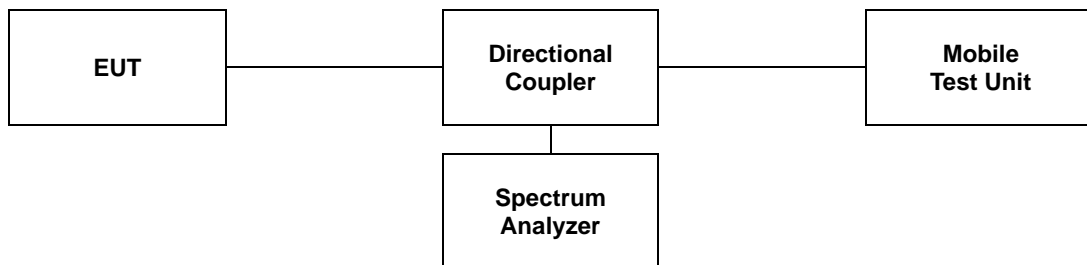 EUT
Directional
Coupler
Mobile
Test Unit
Spectrum
Analyzer